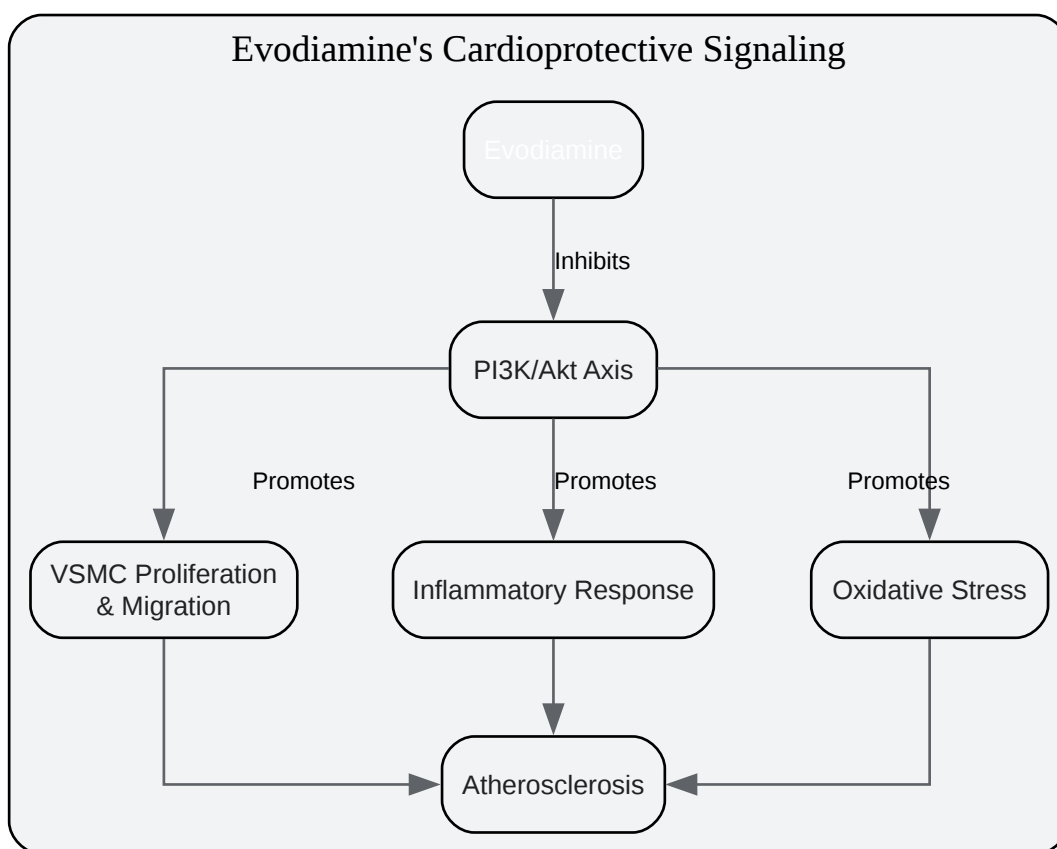 Evodiamine's Cardioprotective Signaling
Evodiamine
Inhibits
PI3K/Akt Axis
Promotes
Promotes
Promotes
VSMC Proliferation
& Migration
Inflammatory Response
Oxidative Stress
Atherosclerosis